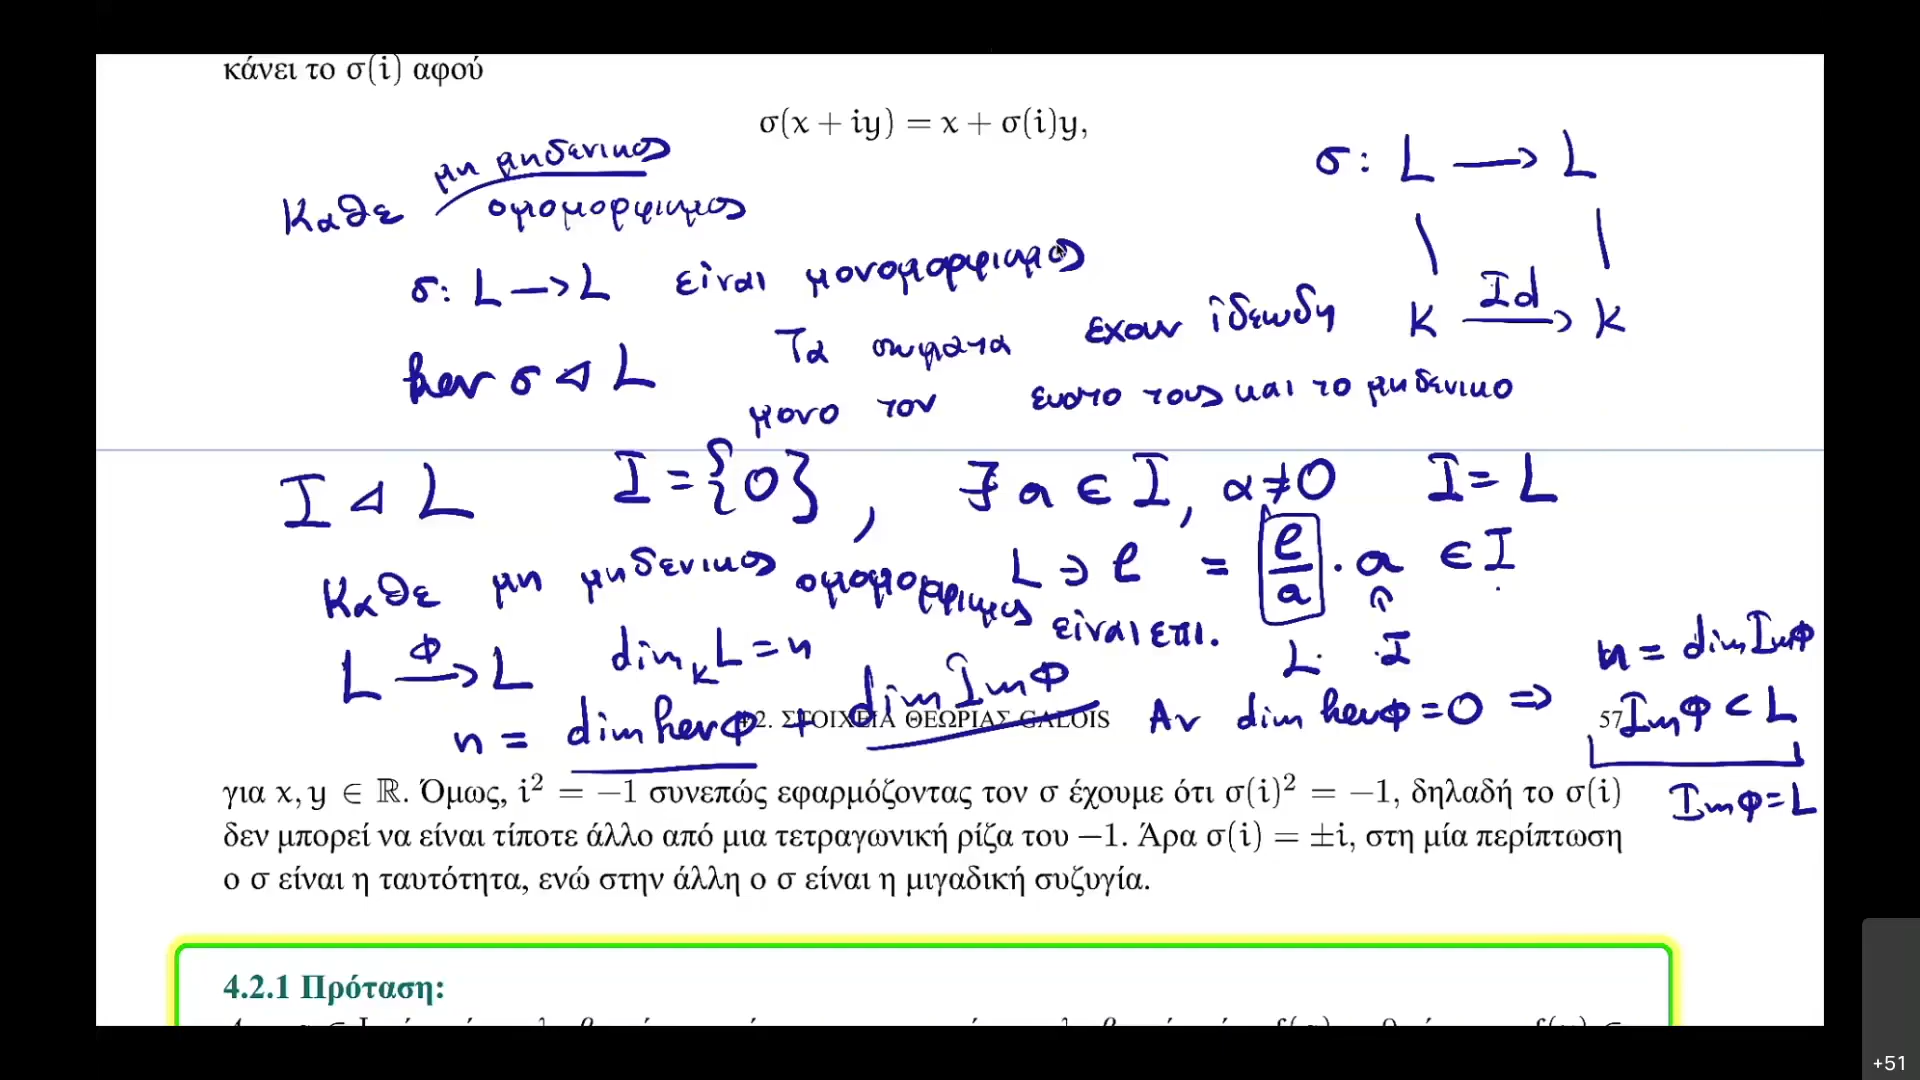 κάνει το σ(i) αφού
σ(x + iy) = x + σ(i)y,
μη μηδενικος
Καθε ομομορφισμος
σ: L → L
σ: L → L είναι μονομορφισμος
K Id → K
ker σ ◁ L
Τα σωματα εχουν ιδεωδη
μονο τον εαυτο τους και το μηδενικο
I ◁ L I = {0}, ∃ a ∈ I, α ≠ 0 I = L
L ∋ e = e/a · a ∈ I
L I
Καθε μη μηδενικος ομομορφισμος είναι επι.
L →Φ L dim_K L = n
n = dim ker Φ + dim Im Φ Αν dim ker Φ = 0 ⇒
n = dim Im Φ
Im Φ ⊂ L
Im Φ = L
4.2. ΣΤΟΙΧΕΙΑ ΘΕΩΡΙΑΣ GALOIS 57
για x, y ∈ ℝ. Όμως, i² = −1 συνεπώς εφαρμόζοντας τον σ έχουμε ότι σ(i)² = −1, δηλαδή το σ(i)
δεν μπορεί να είναι τίποτε άλλο από μια τετραγωνική ρίζα του −1. Άρα σ(i) = ±i, στη μία περίπτωση
ο σ είναι η ταυτότητα, ενώ στην άλλη ο σ είναι η μιγαδική συζυγία.
4.2.1 Πρόταση:
+51